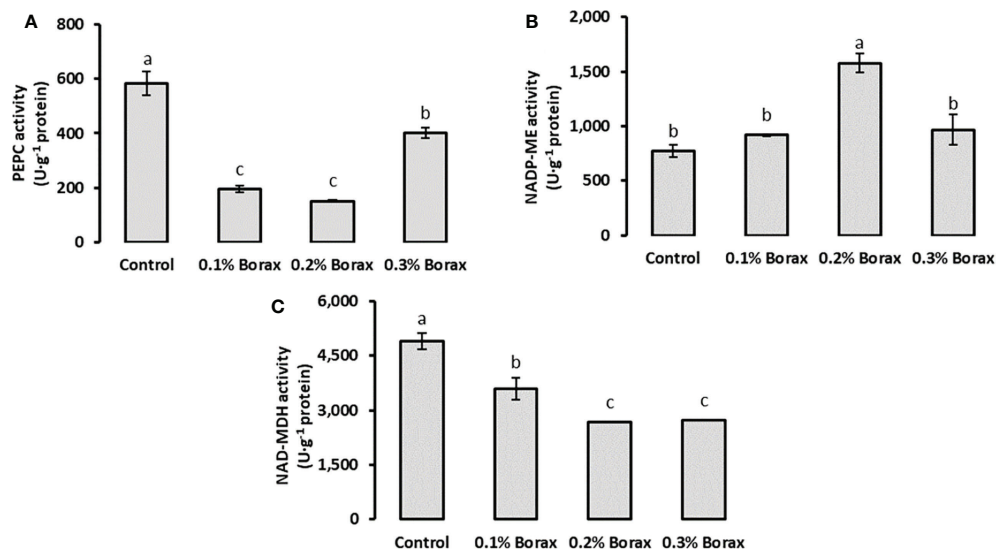 A
PEPC activity
(U·g⁻¹ protein)
800
600
400
200
0
a
c
c
b
Control 0.1% Borax 0.2% Borax 0.3% Borax
B
NADP-ME activity
(U·g⁻¹ protein)
2,000
1,500
1,000
500
0
b
b
a
b
Control 0.1% Borax 0.2% Borax 0.3% Borax
C
NAD-MDH activity
(U·g⁻¹ protein)
6,000
4,500
3,000
1,500
0
a
b
c
c
Control 0.1% Borax 0.2% Borax 0.3% Borax